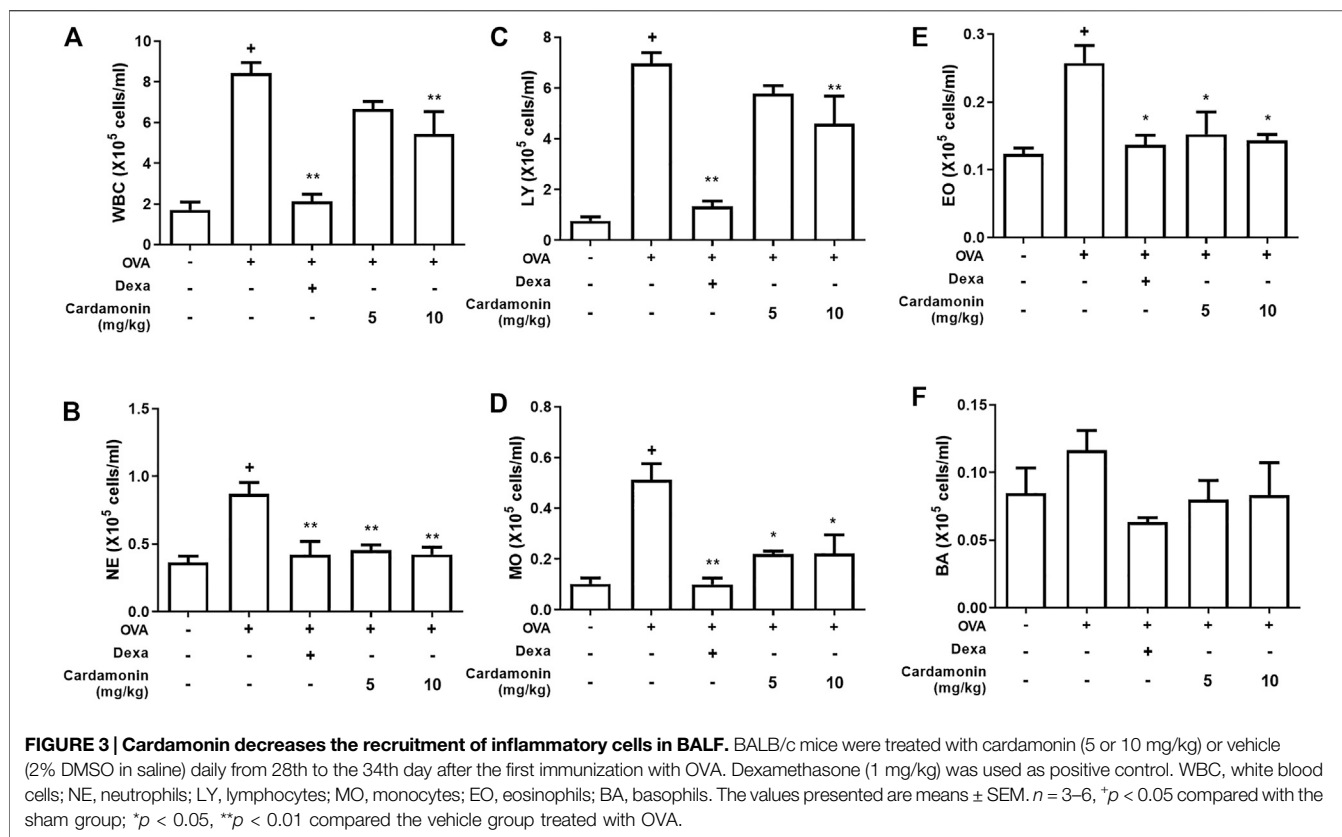 A
WBC (X10⁵ cells/ml)
10
8
6
4
2
0
+
**
**
OVA - + + + +
Dexa - - + - -
Cardamonin (mg/kg) - - - 5 10
C
LY (X10⁵ cells/ml)
8
6
4
2
0
+
**
**
OVA - + + + +
Dexa - - + - -
Cardamonin (mg/kg) - - - 5 10
E
EO (X10⁵ cells/ml)
0.3
0.2
0.1
0.0
+
*
*
*
OVA - + + + +
Dexa - - + - -
Cardamonin (mg/kg) - - - 5 10
B
NE (X10⁵ cells/ml)
1.5
1.0
0.5
0.0
+
**
**
**
OVA - + + + +
Dexa - - + - -
Cardamonin (mg/kg) - - - 5 10
D
MO (X10⁵ cells/ml)
0.8
0.6
0.4
0.2
0.0
+
**
*
*
OVA - + + + +
Dexa - - + - -
Cardamonin (mg/kg) - - - 5 10
F
BA (X10⁵ cells/ml)
0.15
0.10
0.05
0.00
OVA - + + + +
Dexa - - + - -
Cardamonin (mg/kg) - - - 5 10
FIGURE 3 | Cardamonin decreases the recruitment of inflammatory cells in BALF. BALB/c mice were treated with cardamonin (5 or 10 mg/kg) or vehicle
(2% DMSO in saline) daily from 28th to the 34th day after the first immunization with OVA. Dexamethasone (1 mg/kg) was used as positive control. WBC, white blood
cells; NE, neutrophils; LY, lymphocytes; MO, monocytes; EO, eosinophils; BA, basophils. The values presented are means ± SEM. n = 3–6, ⁺p < 0.05 compared with the
sham group; *p < 0.05, **p < 0.01 compared the vehicle group treated with OVA.